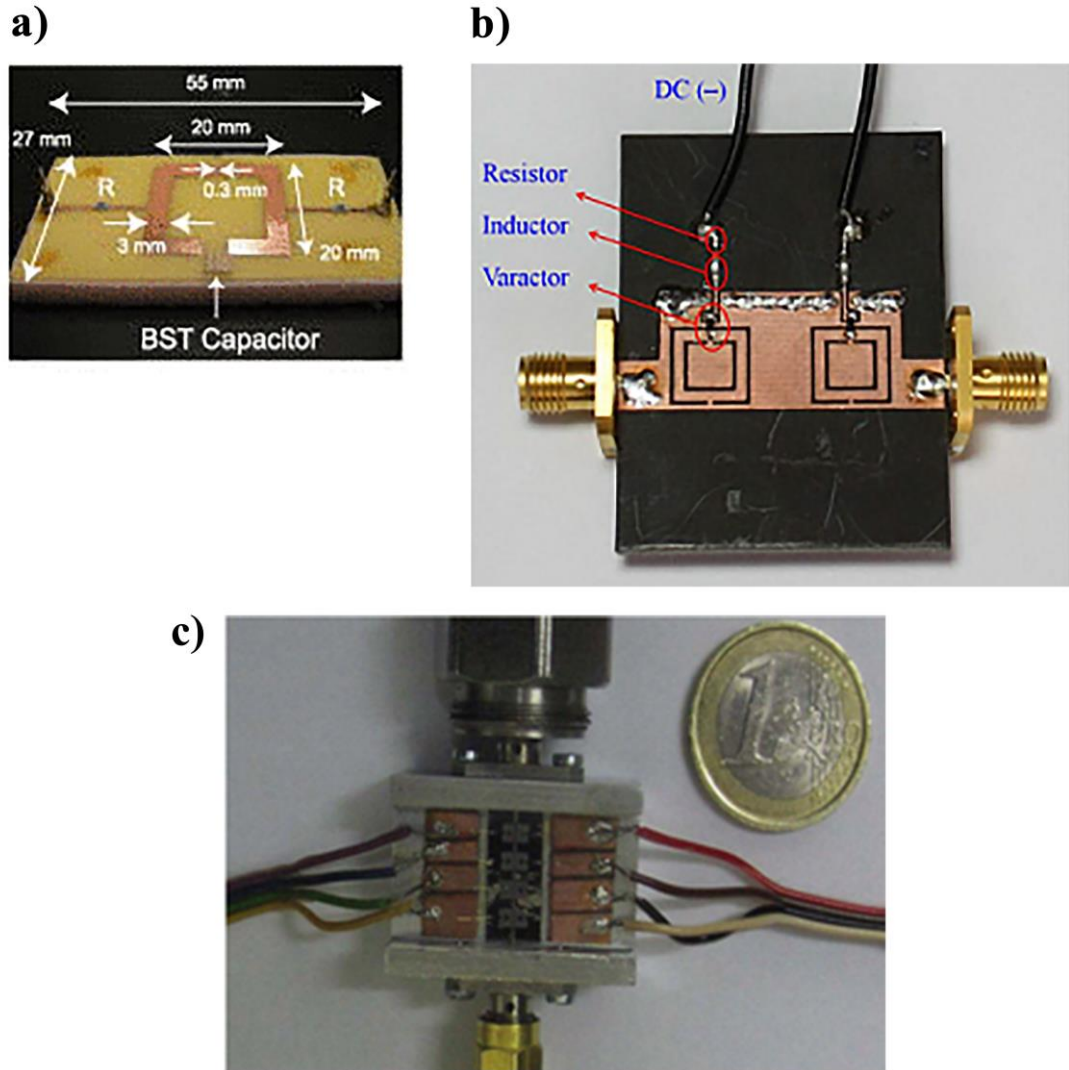 a)
55 mm
20 mm
27 mm
R
0.3 mm
R
3 mm
20 mm
BST Capacitor
b)
DC (–)
Resistor
Inductor
Varactor
c)
1